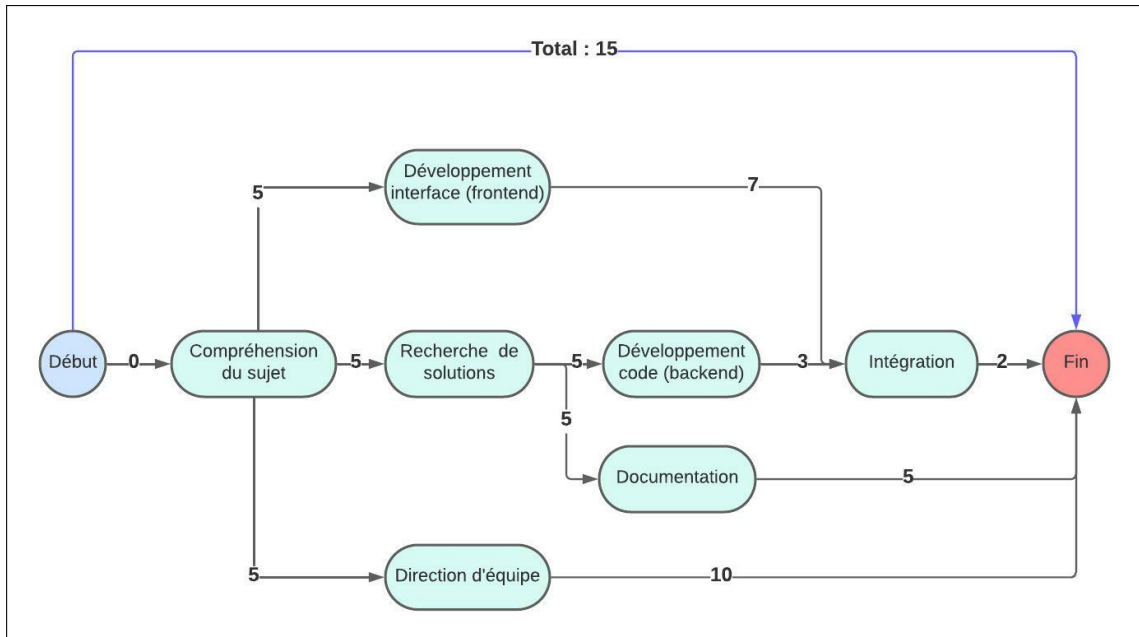 Total : 15
Développement
interface (frontend)
5
7
Début
0
Compréhension
du sujet
5
Recherche de
solutions
5
Développement
code (backend)
3
Intégration
2
Fin
5
Documentation
5
5
Direction d'équipe
10